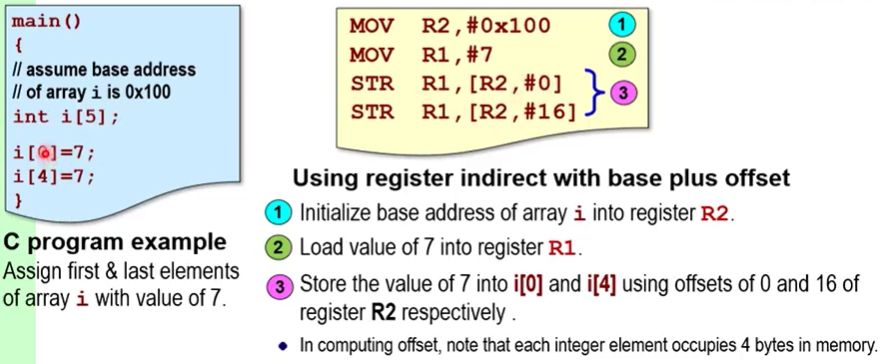 main()
{
// assume base address
// of array i is 0x100
int i[5];
i[0]=7;
i[4]=7;
}
C program example
Assign first & last elements
of array i with value of 7.
MOV R2,#0x100 1
MOV R1,#7 2
STR R1,[R2,#0]
STR R1,[R2,#16] } 3
Using register indirect with base plus offset
1 Initialize base address of array i into register R2.
2 Load value of 7 into register R1.
3 Store the value of 7 into i[0] and i[4] using offsets of 0 and 16 of
register R2 respectively .
• In computing offset, note that each integer element occupies 4 bytes in memory.